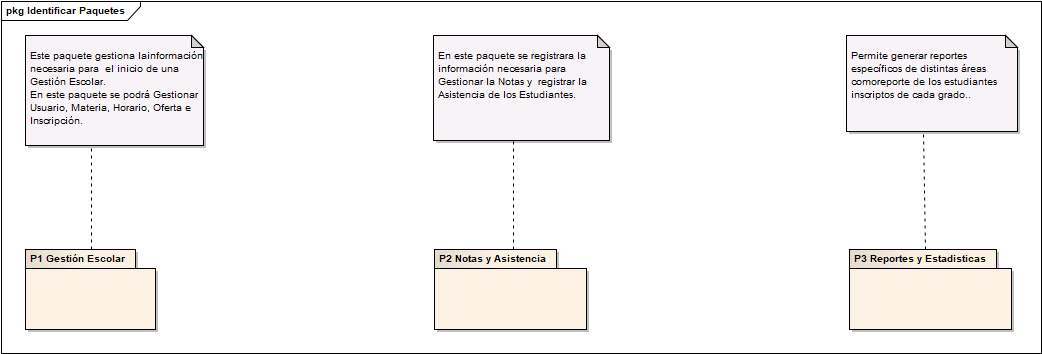 pkg Identificar Paquetes
Este paquete gestiona lainformación
necesaria para el inicio de una
Gestión Escolar.
En este paquete se podrá Gestionar
Usuario, Materia, Horario, Oferta e
Inscripción.
En este paquete se registrara la
información necesaria para
Gestionar la Notas y registrar la
Asistencia de los Estudiantes.
Permite generar reportes
específicos de distintas áreas
comoreporte de los estudiantes
inscriptos de cada grado..
P1 Gestión Escolar
P2 Notas y Asistencia
P3 Reportes y Estadisticas